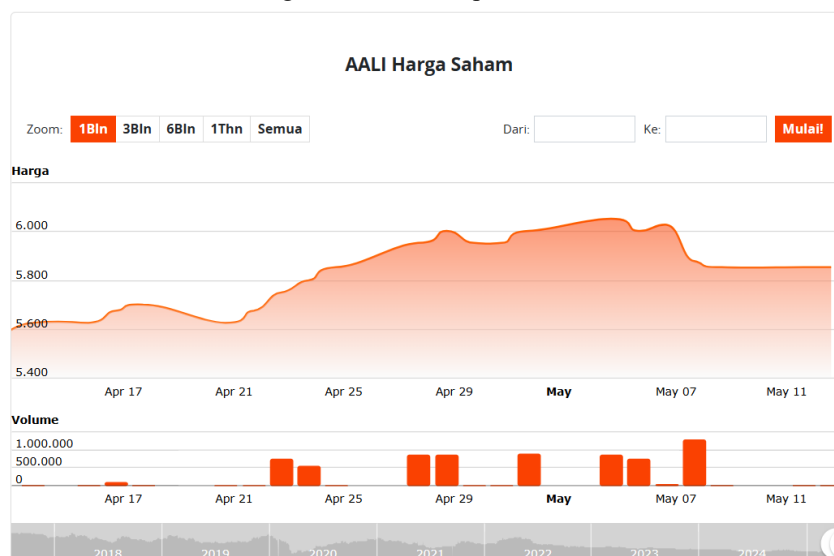 AALI Harga Saham
Zoom: 1Bln 3Bln 6Bln 1Thn Semua Dari: Ke: Mulai!
Harga
6.000
5.800
5.600
5.400
Apr 17 Apr 21 Apr 25 Apr 29 May May 07 May 11
Volume
1.000.000
500.000
0
Apr 17 Apr 21 Apr 25 Apr 29 May May 07 May 11
2018 2019 2020 2021 2022 2023 2024